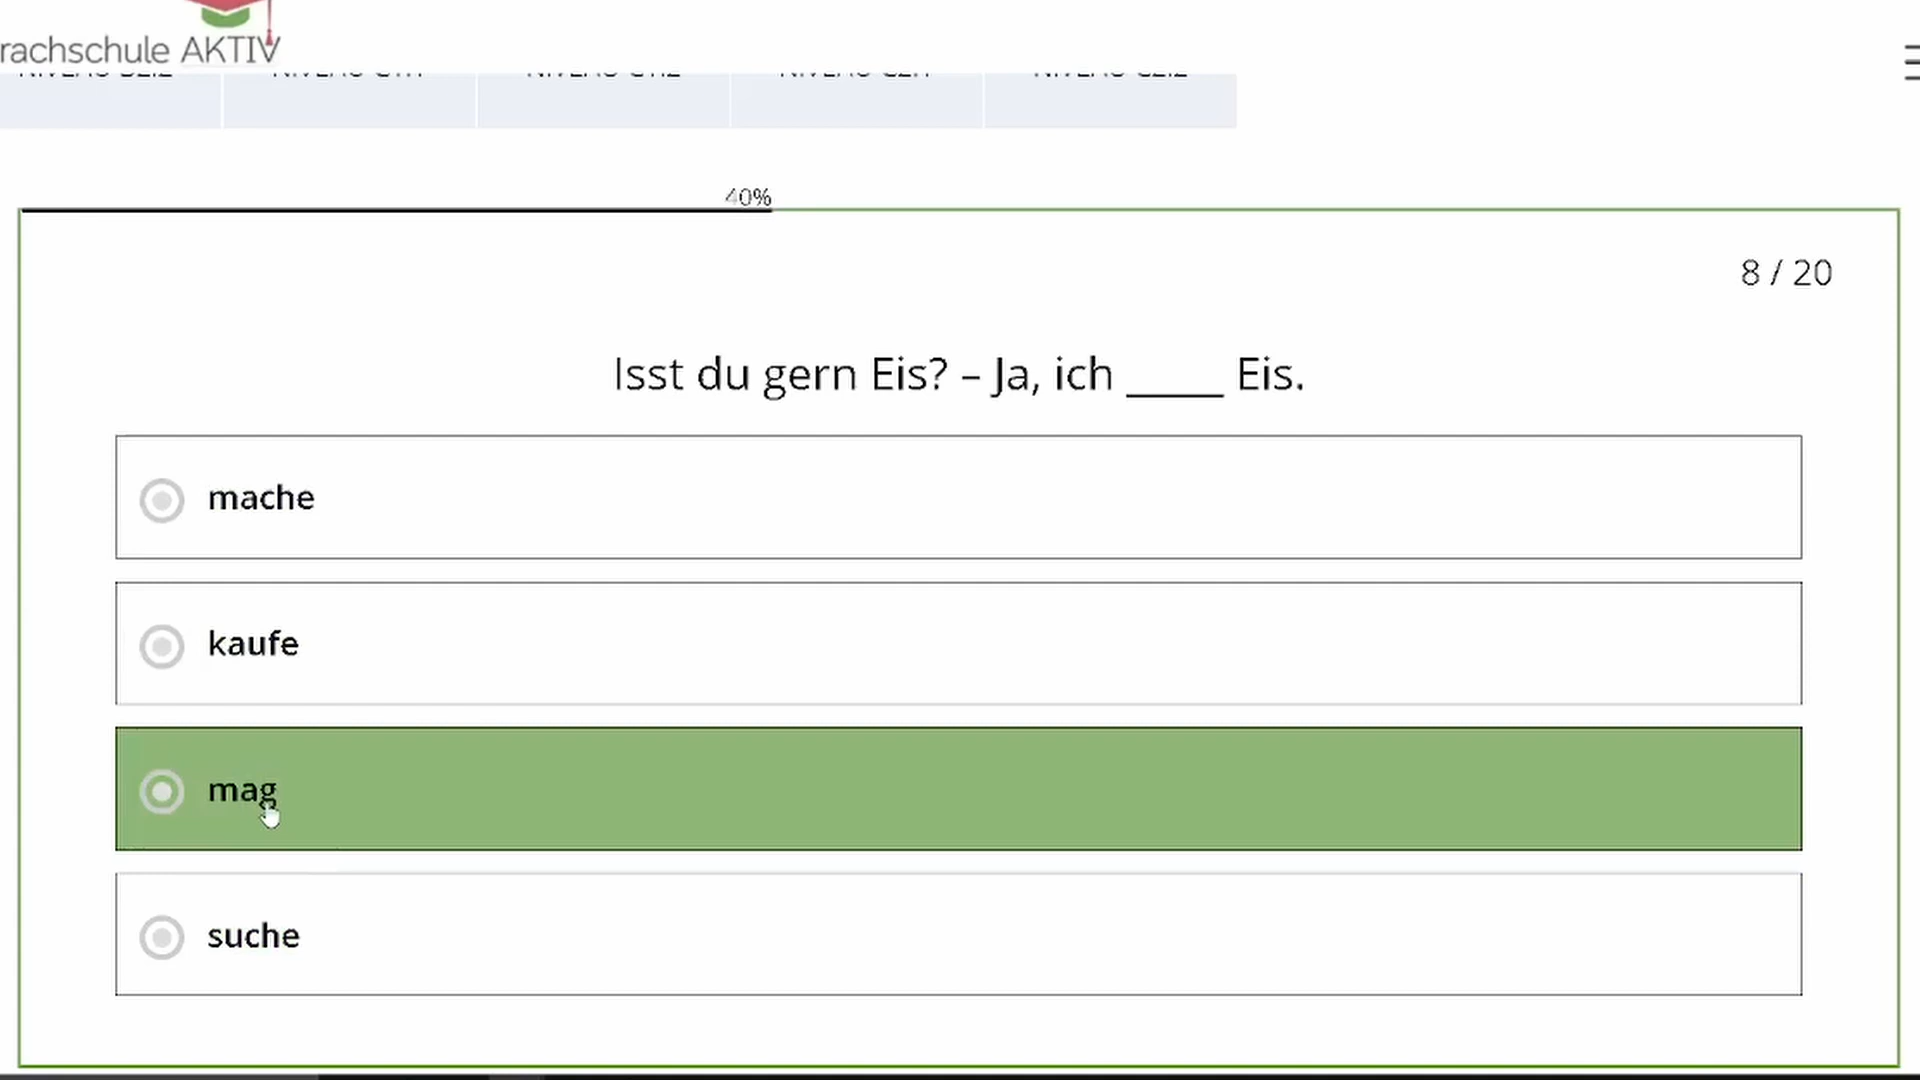 rachschule AKTIV
40%
8 / 20
Isst du gern Eis? – Ja, ich _____ Eis.
mache
kaufe
mag
suche